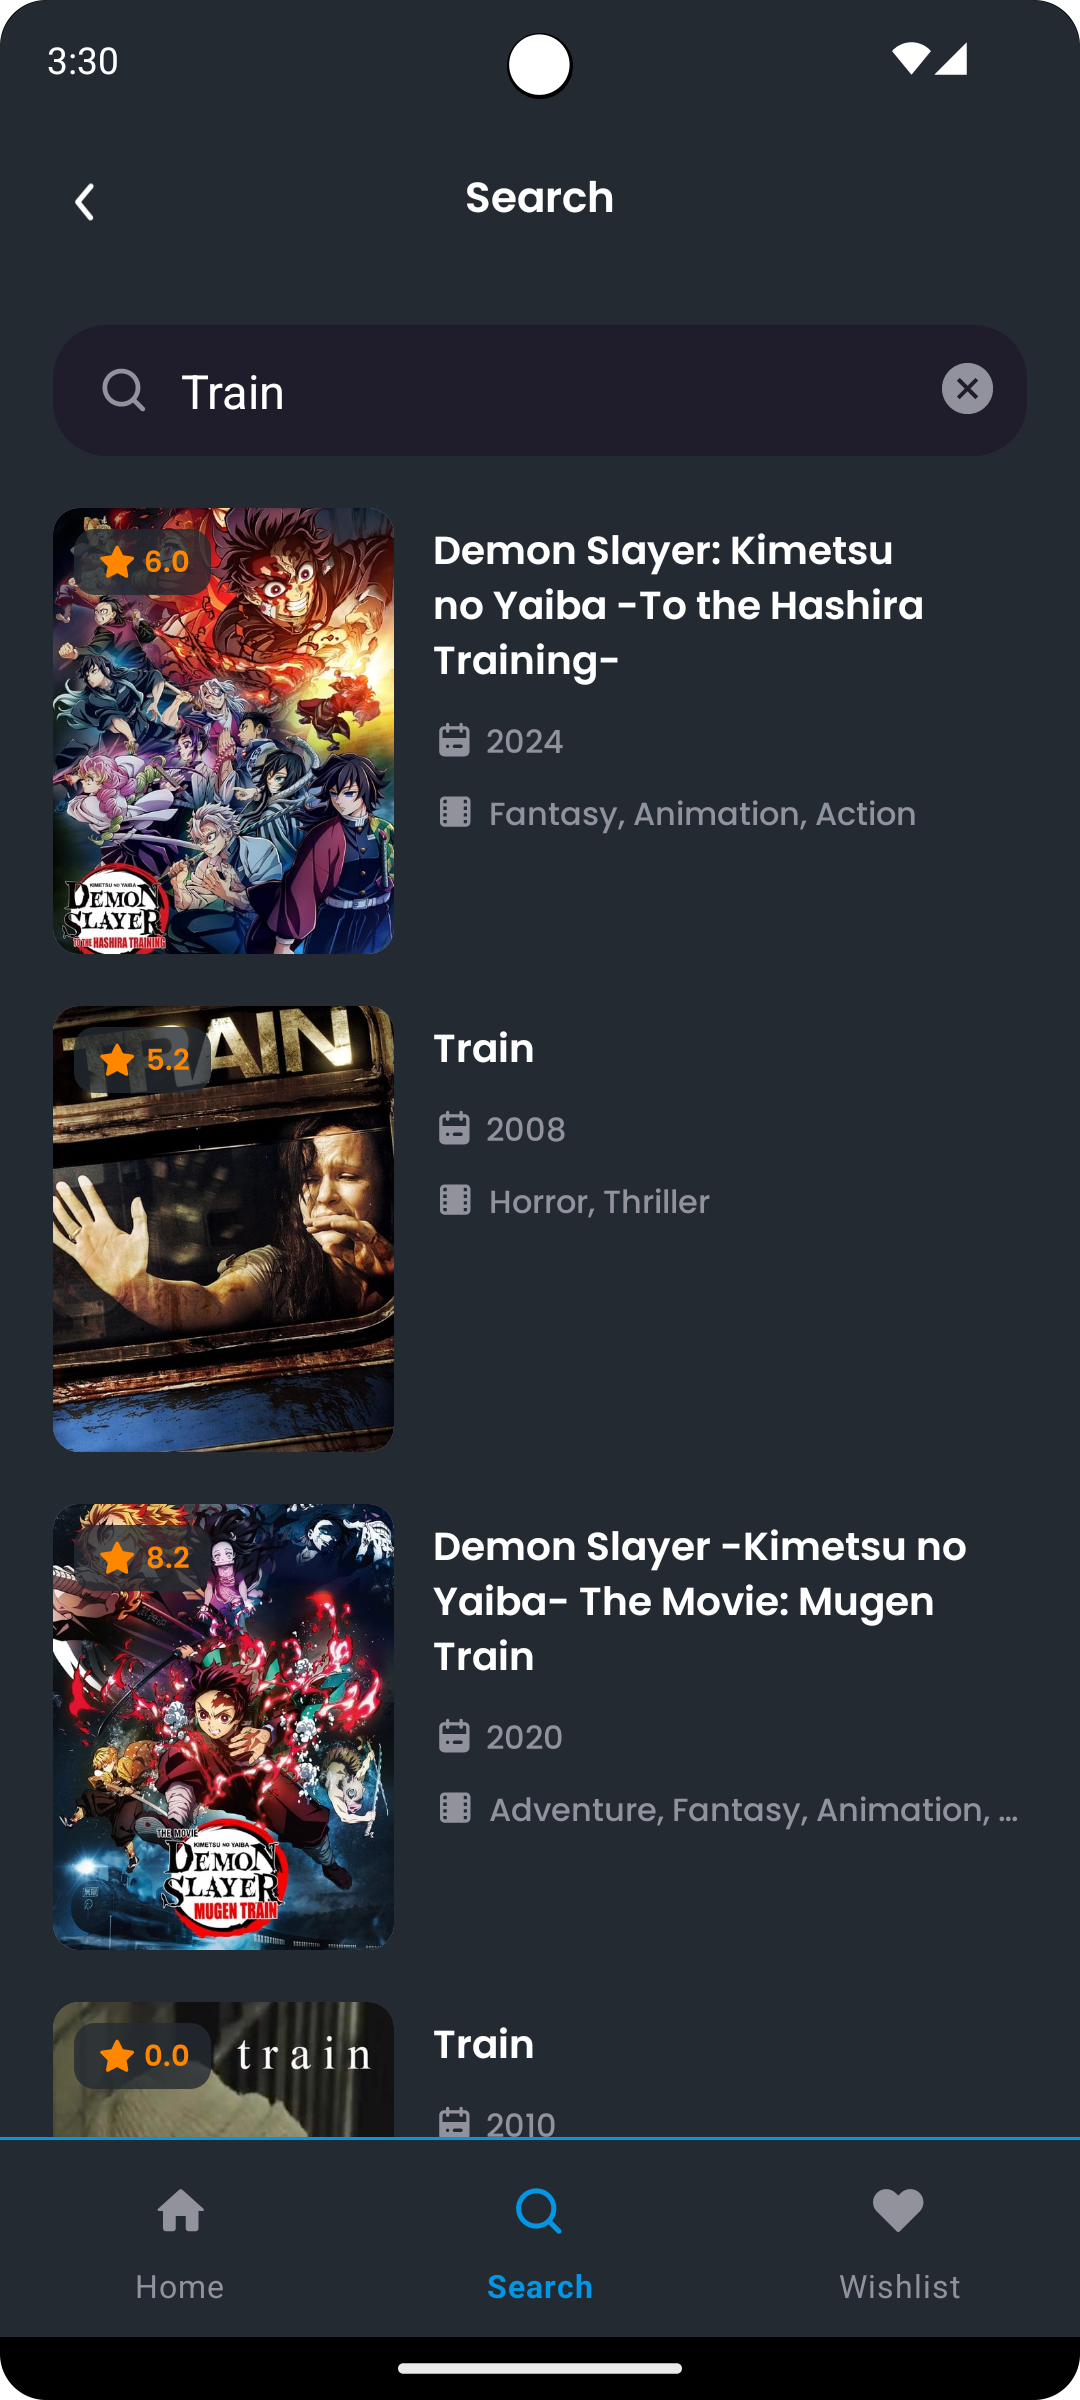 3:30
Search
Train
6.0
Demon Slayer: Kimetsu
no Yaiba -To the Hashira
Training-
2024
Fantasy, Animation, Action
KIMETSU NO YAIBA
DEMON
SLAYER
TO THE HASHIRA TRAINING
TRAIN
5.2
Train
2008
Horror, Thriller
8.2
Demon Slayer -Kimetsu no
Yaiba- The Movie: Mugen
Train
2020
Adventure, Fantasy, Animation, ...
THE MOVIE
KIMETSU NO YAIBA
DEMON
SLAYER
MUGEN TRAIN
0.0
train
Train
2010
Home
Search
Wishlist